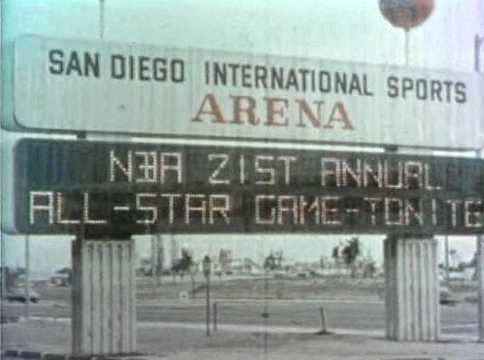 SAN DIEGO INTERNATIONAL SPORTS
ARENA
NBA 21ST ANNUAL
ALL-STAR GAME-TONITE